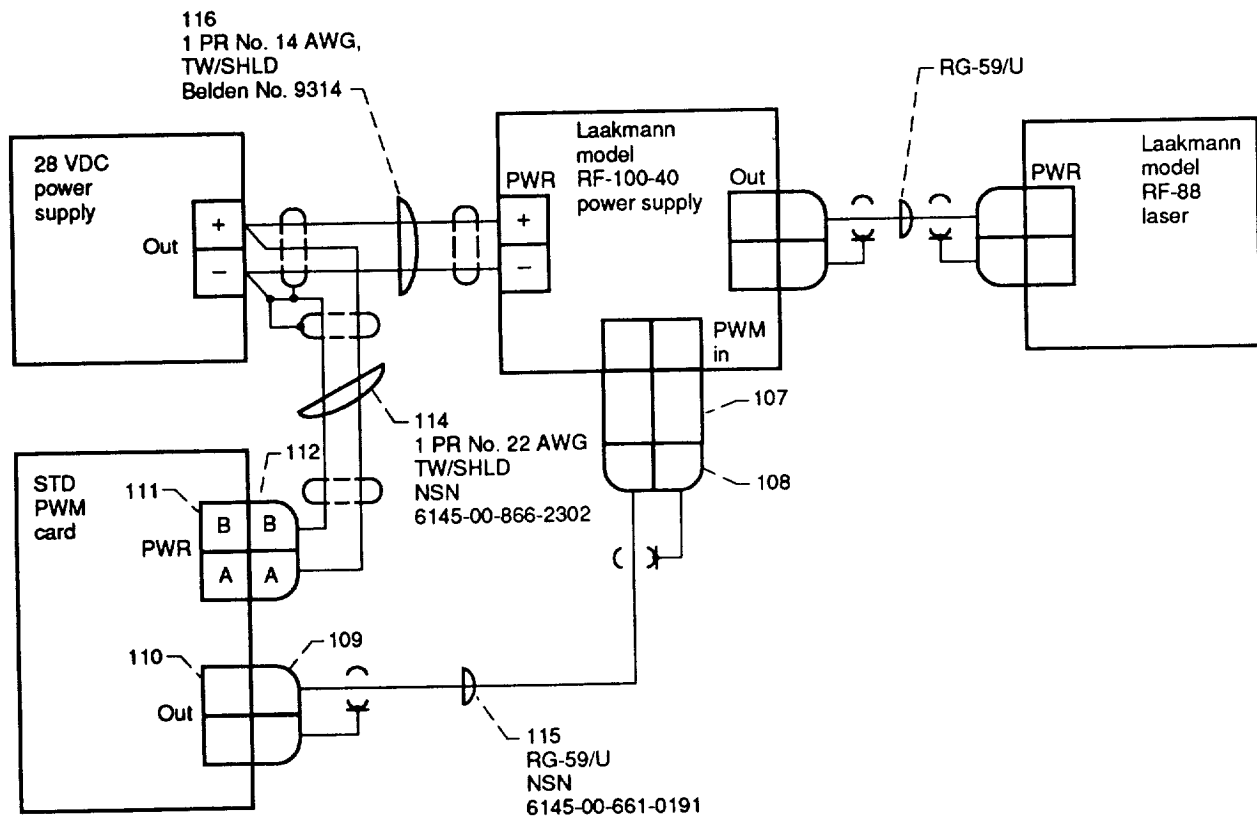 116
1 PR No. 14 AWG,
TW/SHLD
Belden No. 9314
RG-59/U
28 VDC
power
supply
Out
+
–
PWR
+
–
Laakmann
model
RF-100-40
power supply
Out
PWM
in
PWR
Laakmann
model
RF-88
laser
107
108
114
1 PR No. 22 AWG
TW/SHLD
NSN
6145-00-866-2302
STD
PWM
card
111
112
B
B
PWR
A
A
110
109
Out
115
RG-59/U
NSN
6145-00-661-0191